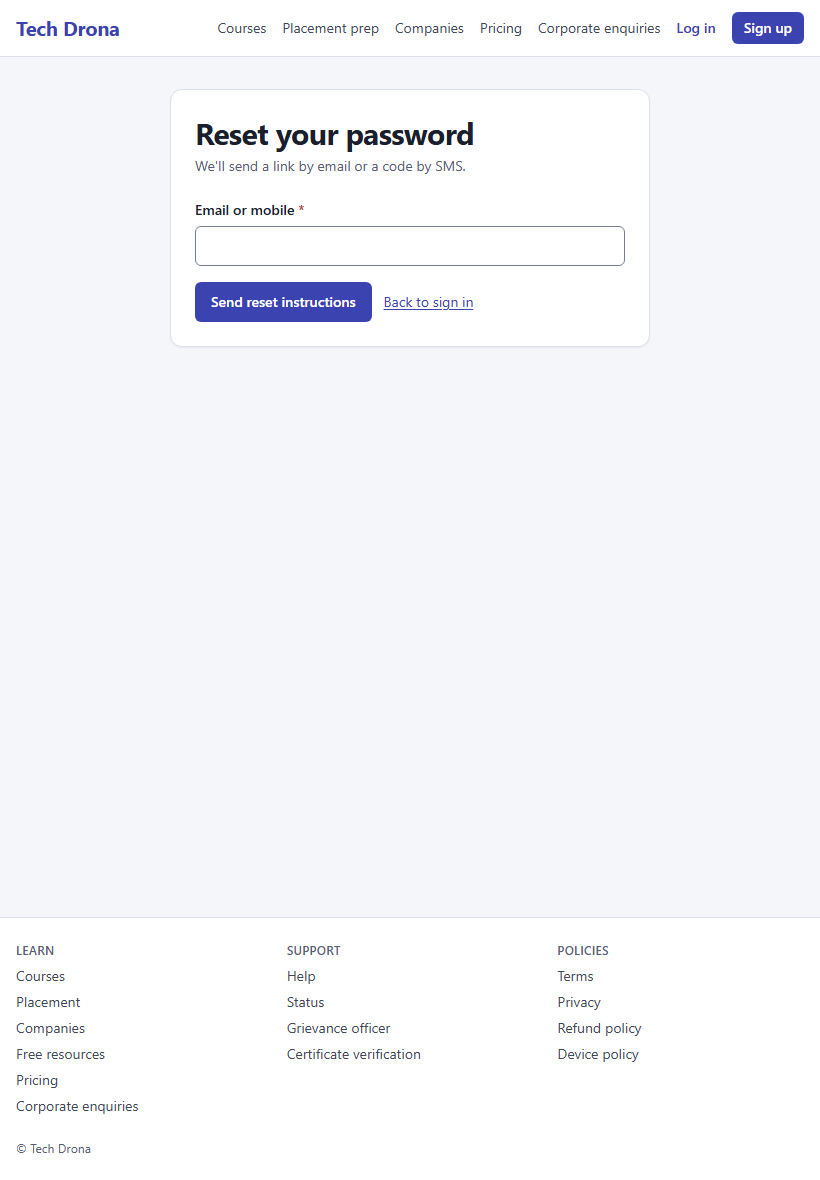 Tech Drona
Courses Placement prep Companies Pricing Corporate enquiries Log in Sign up
Reset your password
We'll send a link by email or a code by SMS.
Email or mobile *
Send reset instructions Back to sign in
LEARN
Courses
Placement
Companies
Free resources
Pricing
Corporate enquiries
SUPPORT
Help
Status
Grievance officer
Certificate verification
POLICIES
Terms
Privacy
Refund policy
Device policy
© Tech Drona